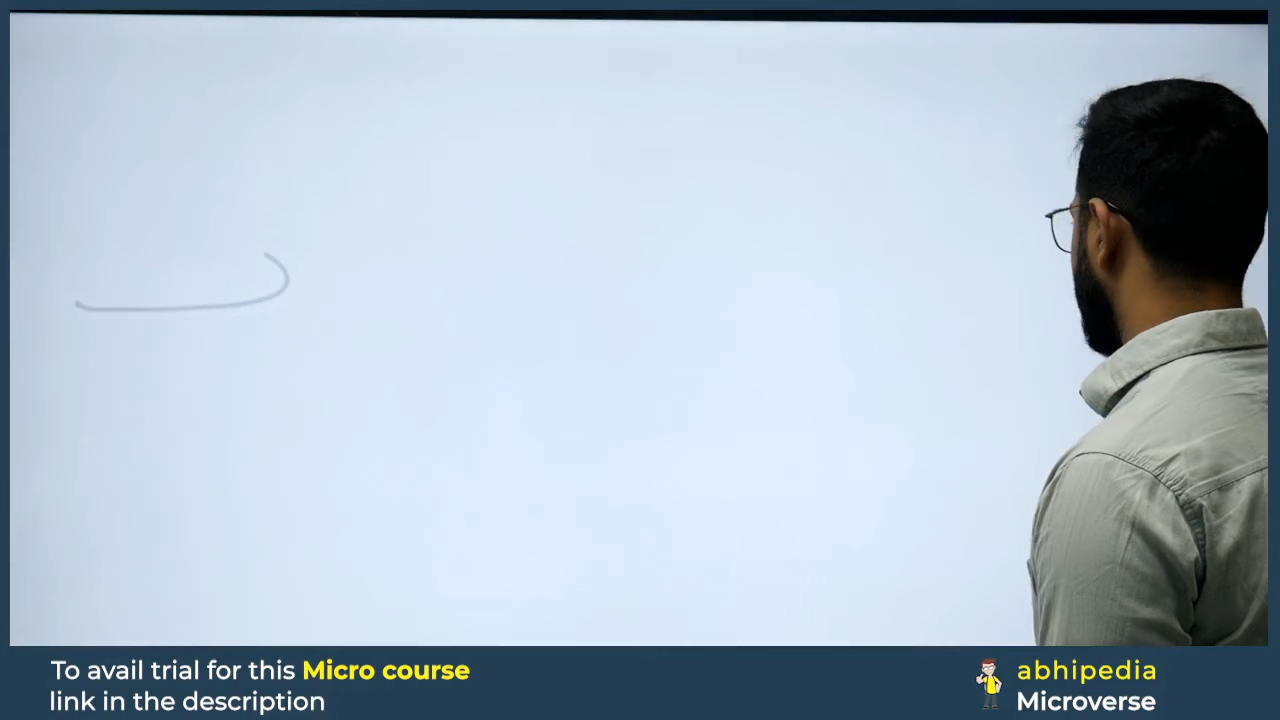 To avail trial for this Micro course
link in the description
abhipedia
Microverse